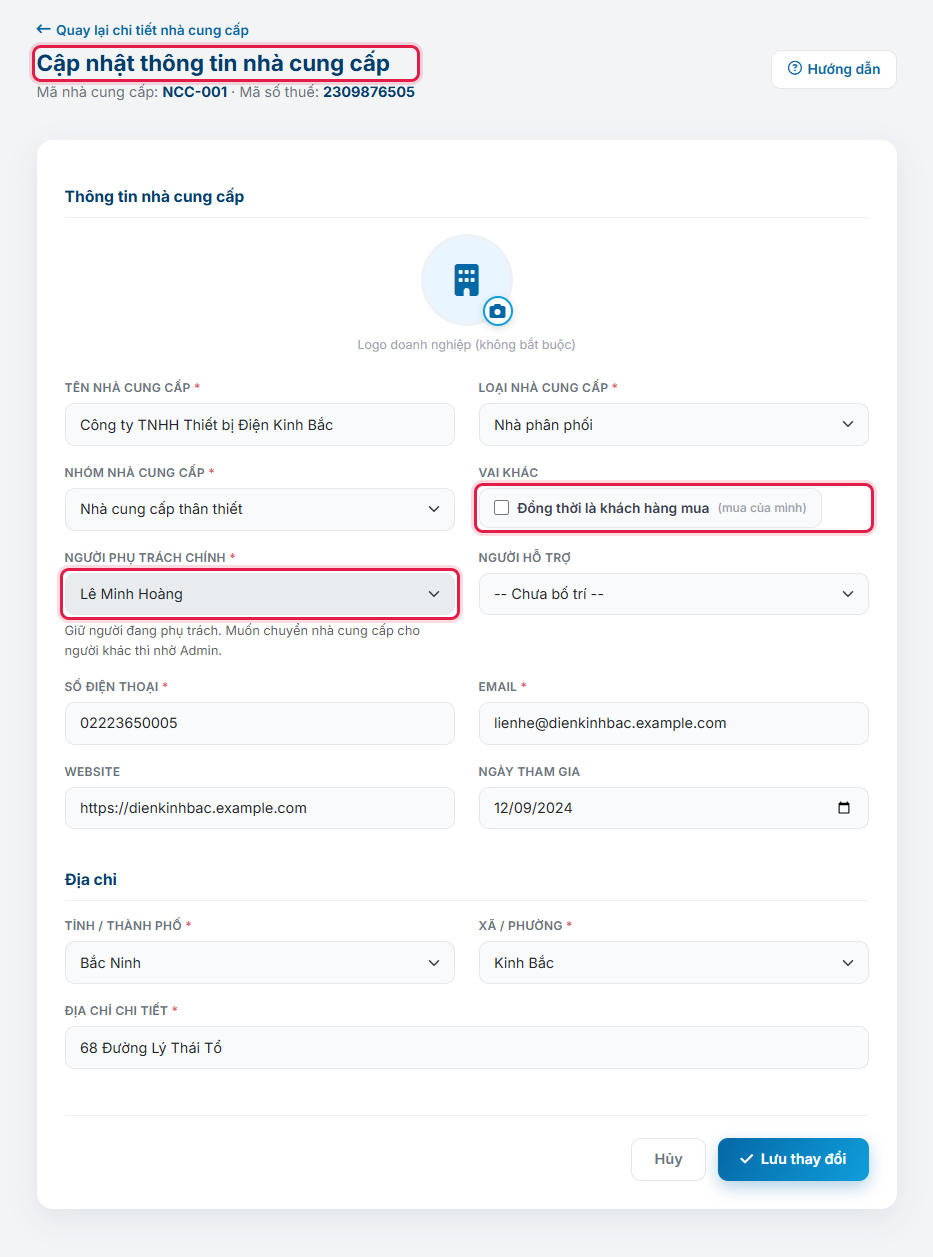 ← Quay lại chi tiết nhà cung cấp
Cập nhật thông tin nhà cung cấp
Mã nhà cung cấp: NCC-001 · Mã số thuế: 2309876505
Hướng dẫn
Thông tin nhà cung cấp
Logo doanh nghiệp (không bắt buộc)
TÊN NHÀ CUNG CẤP *
LOẠI NHÀ CUNG CẤP *
Công ty TNHH Thiết bị Điện Kinh Bắc
Nhà phân phối
NHÓM NHÀ CUNG CẤP *
VAI KHÁC
Nhà cung cấp thân thiết
Đồng thời là khách hàng mua (mua của mình)
NGƯỜI PHỤ TRÁCH CHÍNH *
NGƯỜI HỖ TRỢ
Lê Minh Hoàng
-- Chưa bố trí --
Giữ người đang phụ trách. Muốn chuyển nhà cung cấp cho
người khác thì nhờ Admin.
SỐ ĐIỆN THOẠI *
EMAIL *
02223650005
lienhe@dienkinhbac.example.com
WEBSITE
NGÀY THAM GIA
https://dienkinhbac.example.com
12/09/2024
Địa chỉ
TỈNH / THÀNH PHỐ *
XÃ / PHƯỜNG *
Bắc Ninh
Kinh Bắc
ĐỊA CHỈ CHI TIẾT *
68 Đường Lý Thái Tổ
Hủy
Lưu thay đổi